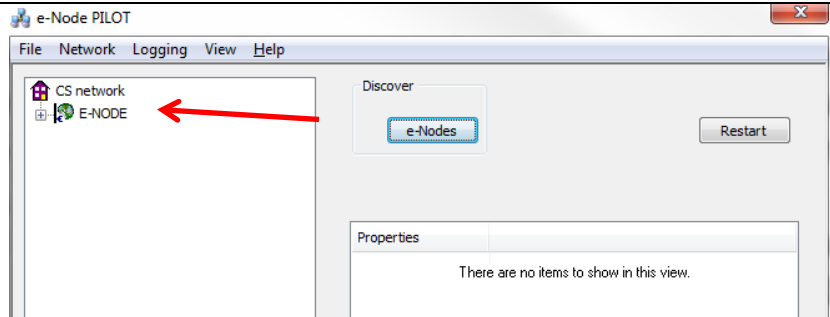 e-Node PILOT
File Network Logging View Help
CS network
E-NODE
Discover
e-Nodes
Restart
Properties
There are no items to show in this view.